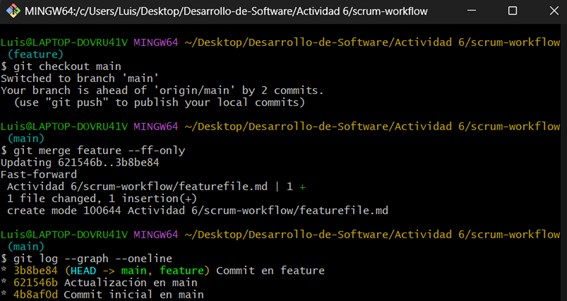 MINGW64:/c/Users/Luis/Desktop/Desarrollo-de-Software/Actividad 6/scrum-workflow
Luis@LAPTOP-DOVRU41V MINGW64 ~/Desktop/Desarrollo-de-Software/Actividad 6/scrum-workflow
(feature)
$ git checkout main
Switched to branch 'main'
Your branch is ahead of 'origin/main' by 2 commits.
(use "git push" to publish your local commits)
Luis@LAPTOP-DOVRU41V MINGW64 ~/Desktop/Desarrollo-de-Software/Actividad 6/scrum-workflow
(main)
$ git merge feature --ff-only
Updating 621546b..3b8be84
Fast-forward
Actividad 6/scrum-workflow/featurefile.md | 1 +
1 file changed, 1 insertion(+)
create mode 100644 Actividad 6/scrum-workflow/featurefile.md
Luis@LAPTOP-DOVRU41V MINGW64 ~/Desktop/Desarrollo-de-Software/Actividad 6/scrum-workflow
(main)
$ git log --graph --oneline
* 3b8be84 (HEAD -> main, feature) Commit en feature
* 621546b Actualización en main
* 4b8af0d Commit inicial en main